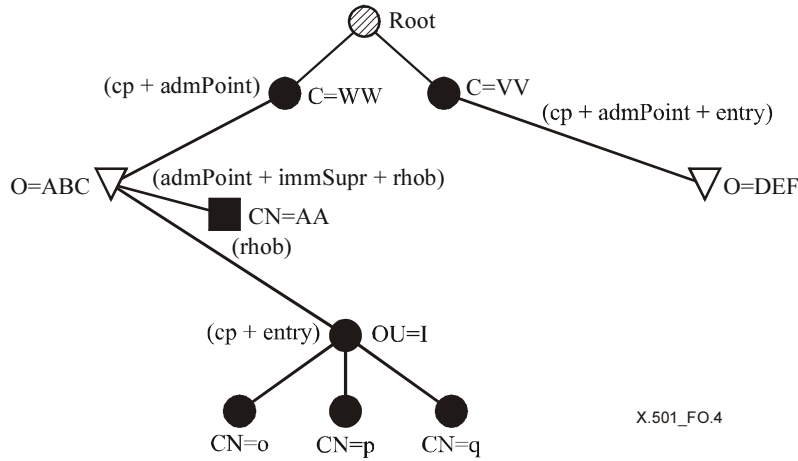 Root
(cp + admPoint)
C=WW
C=VV
(cp + admPoint + entry)
O=ABC
(admPoint + immSupr + rhob)
O=DEF
CN=AA
(rhob)
(cp + entry)
OU=I
X.501_FO.4
CN=o
CN=p
CN=q